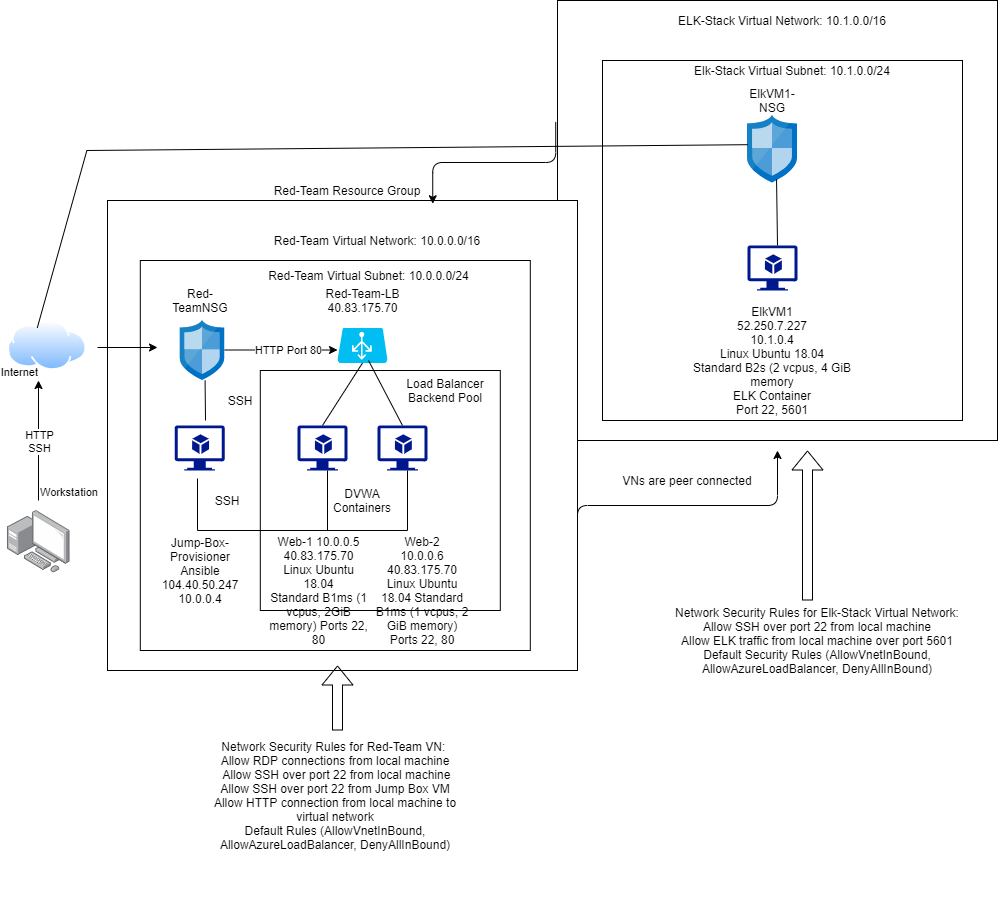 ELK-Stack Virtual Network: 10.1.0.0/16
Elk-Stack Virtual Subnet: 10.1.0.0/24
ElkVM1-
NSG
ElkVM1
52.250.7.227
10.1.0.4
Linux Ubuntu 18.04
Standard B2s (2 vcpus, 4 GiB
memory
ELK Container
Port 22, 5601
Red-Team Resource Group
Red-Team Virtual Network: 10.0.0.0/16
Red-Team Virtual Subnet: 10.0.0.0/24
Red-
TeamNSG
Red-Team-LB
40.83.175.70
HTTP Port 80
Internet
HTTP
SSH
Workstation
SSH
Load Balancer
Backend Pool
SSH
DVWA
Containers
Jump-Box-
Provisioner
Ansible
104.40.50.247
10.0.0.4
Web-1 10.0.0.5
40.83.175.70
Linux Ubuntu
18.04
Standard B1ms (1
vcpus, 2GiB
memory) Ports 22,
80
Web-2
10.0.0.6
40.83.175.70
Linux Ubuntu
18.04 Standard
B1ms (1 vcpus, 2
GiB memory)
Ports 22, 80
VNs are peer connected
Network Security Rules for Elk-Stack Virtual Network:
Allow SSH over port 22 from local machine
Allow ELK traffic from local machine over port 5601
Default Security Rules (AllowVnetInBound,
AllowAzureLoadBalancer, DenyAllInBound)
Network Security Rules for Red-Team VN:
Allow RDP connections from local machine
Allow SSH over port 22 from local machine
Allow SSH over port 22 from Jump Box VM
Allow HTTP connection from local machine to
virtual network
Default Rules (AllowVnetInBound,
AllowAzureLoadBalancer, DenyAllInBound)